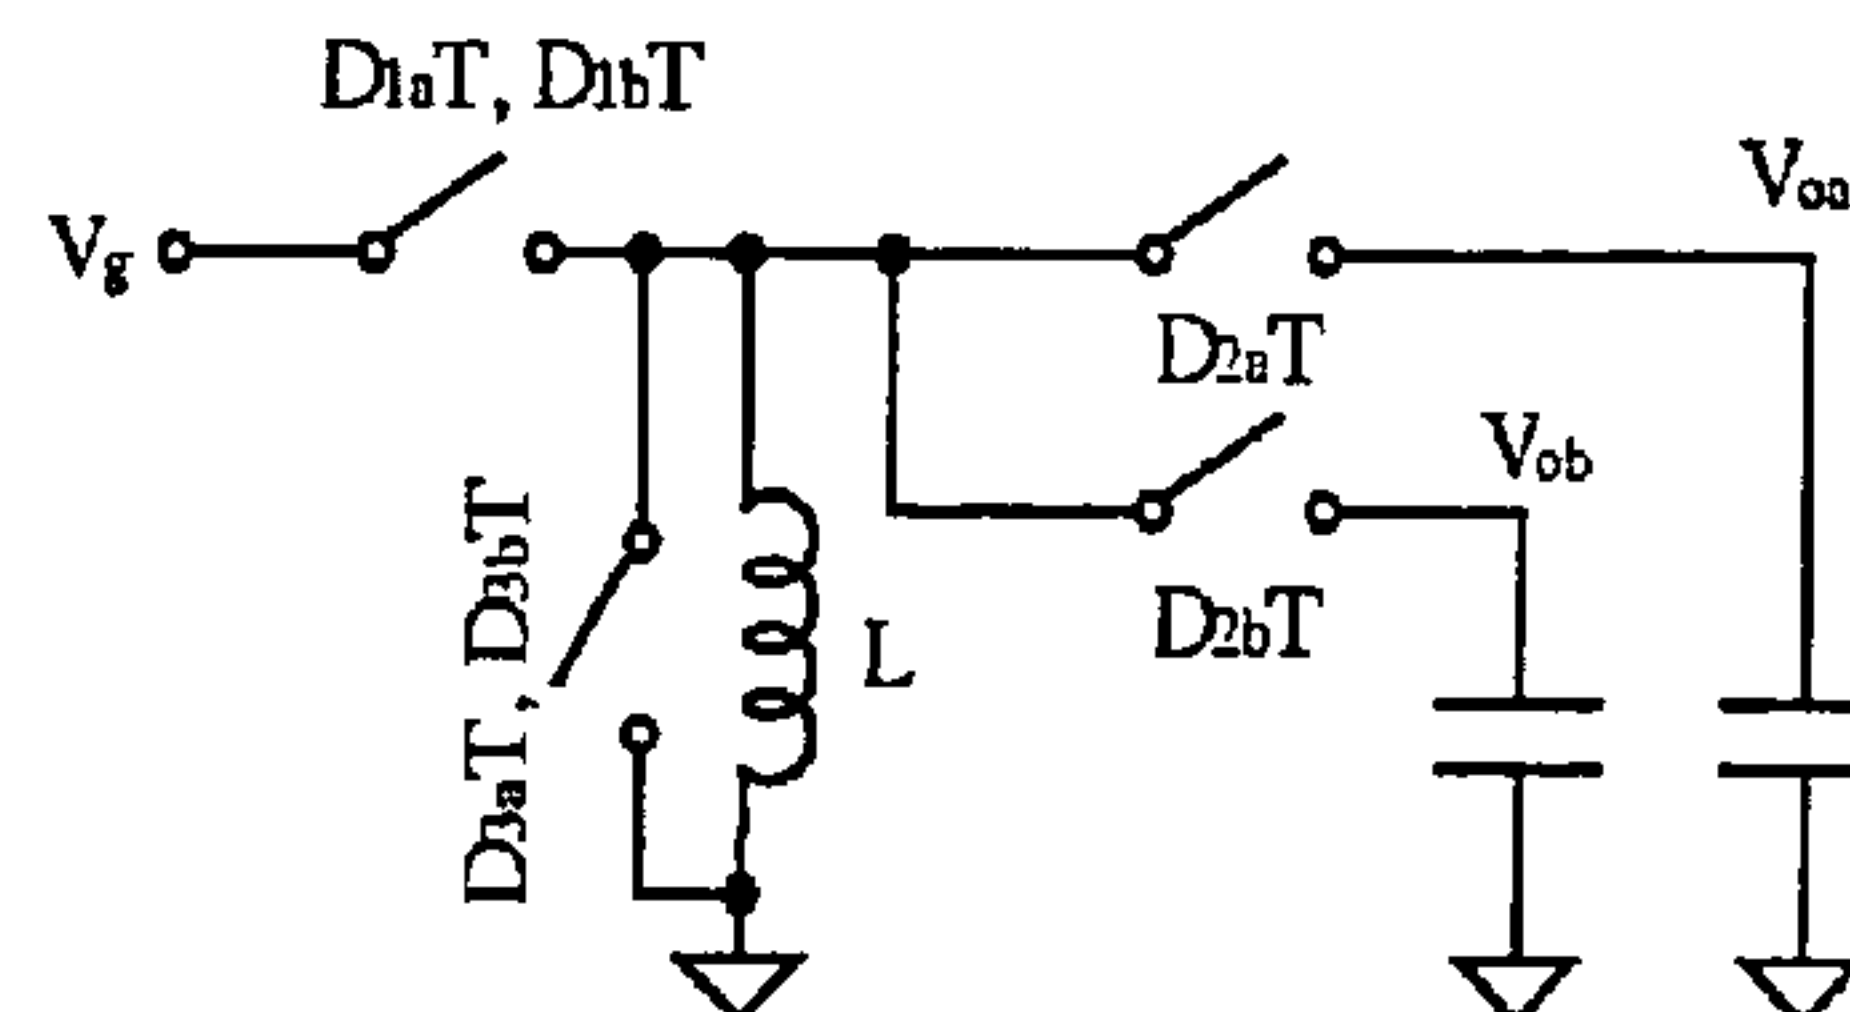 D1aT, D1bT
Vg
Voa
D2aT
Vob
D3aT, D3bT
L
D2bT